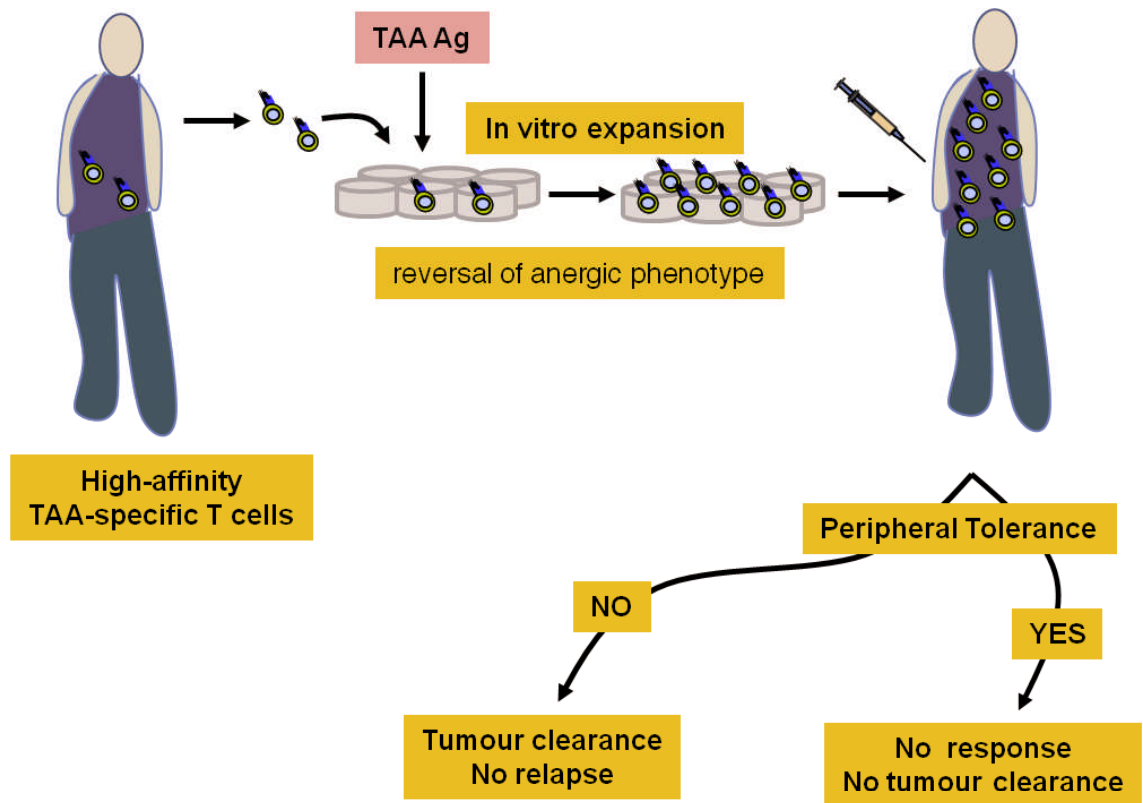 TAA Ag
In vitro expansion
reversal of anergic phenotype
High-affinity
TAA-specific T cells
Peripheral Tolerance
NO
YES
Tumour clearance
No relapse
No response
No tumour clearance